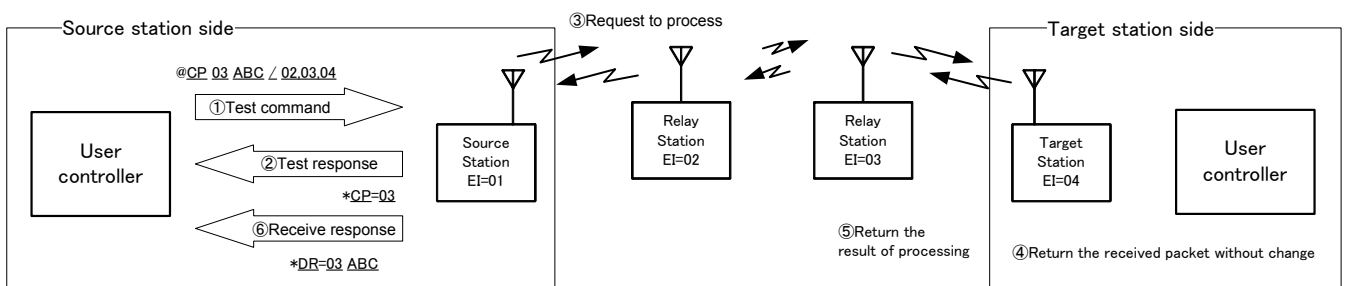 Source station side
③Request to process
Target station side
@CP 03 ABC / 02,03,04
①Test command
User
controller
②Test response
*CP=03
⑥Receive response
*DR=03 ABC
Source
Station
EI=01
Relay
Station
EI=02
Relay
Station
EI=03
Target
Station
EI=04
User
controller
⑤Return the
result of processing
④Return the received packet without change